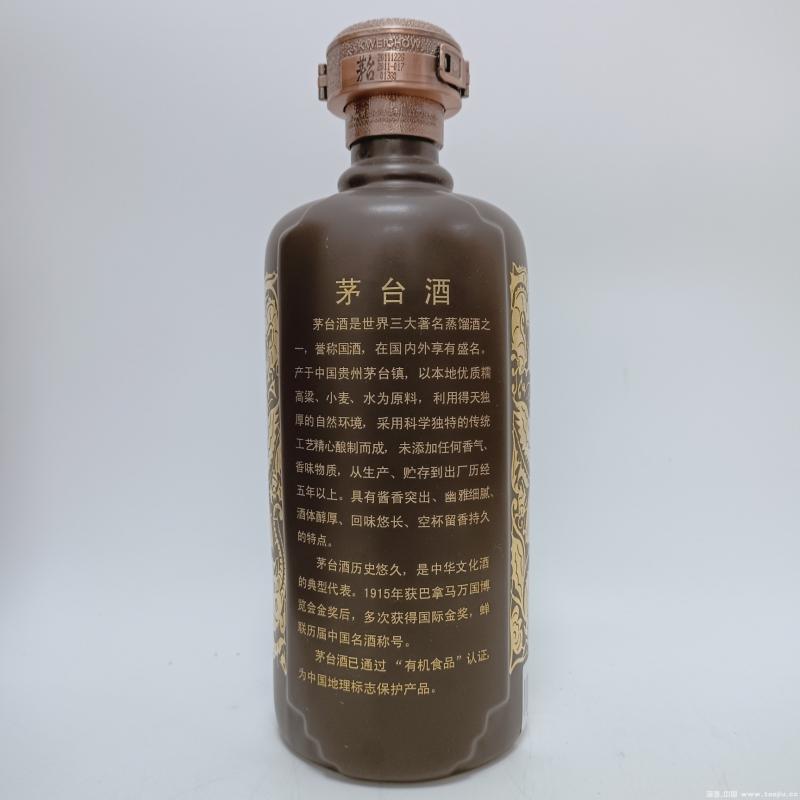 KWEICHOW
茅台
20111226
2011-017
01380
茅台酒
茅台酒是世界三大著名蒸馏酒之
一，誉称国酒，在国内外享有盛名。
产于中国贵州茅台镇，以本地优质糯
高粱、小麦、水为原料，利用得天独
厚的自然环境，采用科学独特的传统
工艺精心酿制而成，未添加任何香气、
香味物质，从生产、贮存到出厂历经
五年以上。具有酱香突出、幽雅细腻、
酒体醇厚、回味悠长、空杯留香持久
的特点。
茅台酒历史悠久，是中华文化酒
的典型代表。1915年获巴拿马万国博
览会金奖后，多次获得国际金奖，蝉
联历届中国名酒称号。
茅台酒已通过“有机食品”认证，
为中国地理标志保护产品。